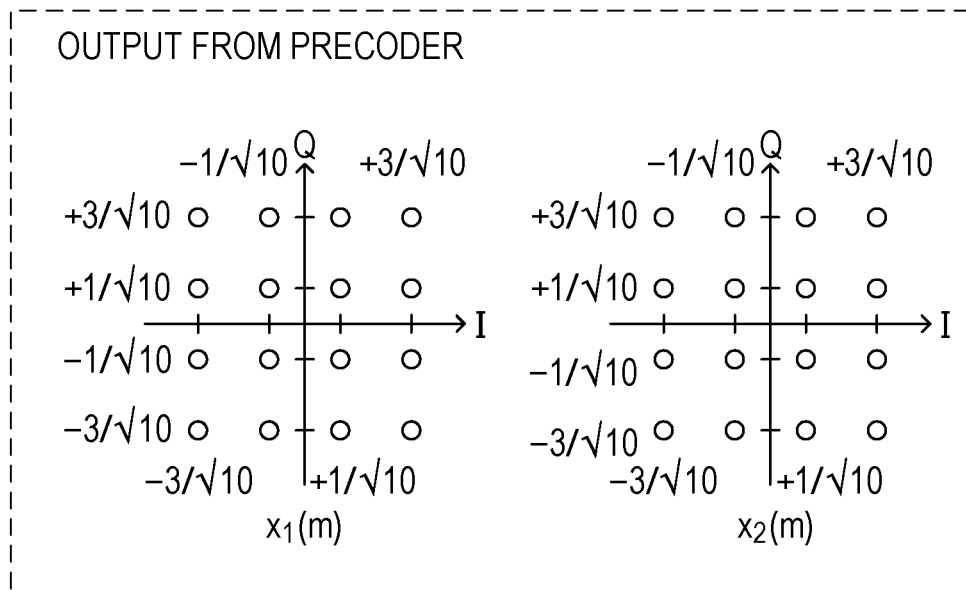 OUTPUT FROM PRECODER
−1/√10 Q +3/√10
+3/√10
+1/√10
I
−1/√10
−3/√10
−3/√10 +1/√10
x₁(m)
−1/√10 Q +3/√10
+3/√10
+1/√10
I
−1/√10
−3/√10
−3/√10 +1/√10
x₂(m)